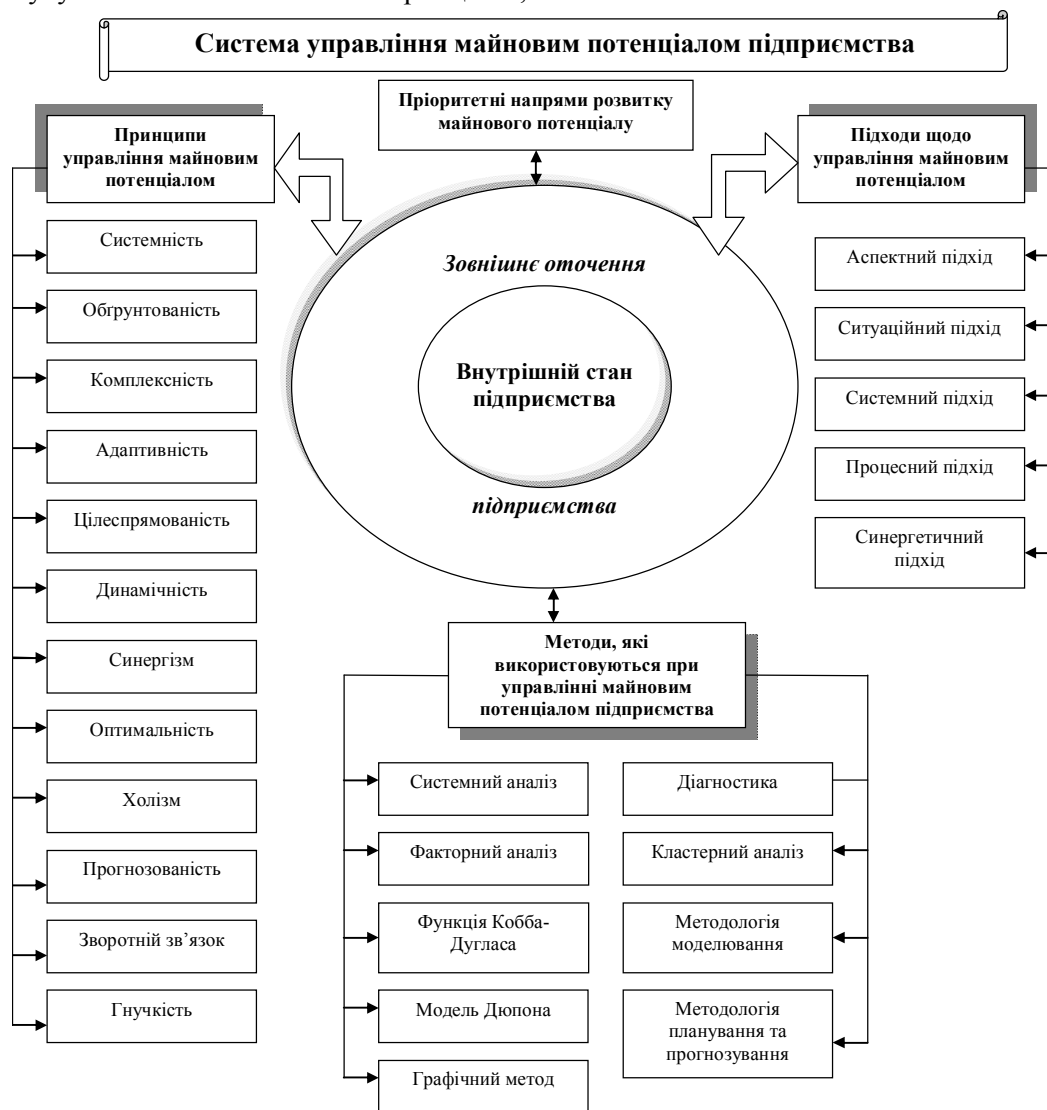 Система управління майновим потенціалом підприємства
Пріоритетні напрями розвитку
майнового потенціалу
Принципи
управління майновим
потенціалом
Підходи щодо
управління майновим
потенціалом
Системність
Обґрунтованість
Комплексність
Адаптивність
Цілеспрямованість
Динамічність
Синергізм
Оптимальність
Холізм
Прогнозованість
Зворотній зв’язок
Гнучкість
Зовнішнє оточення
Внутрішній стан
підприємства
підприємства
Аспектний підхід
Ситуаційний підхід
Системний підхід
Процесний підхід
Синергетичний
підхід
Методи, які
використовуються при
управлінні майновим
потенціалом підприємства
Системний аналіз
Факторний аналіз
Функція Кобба-
Дугласа
Модель Дюпона
Графічний метод
Діагностика
Кластерний аналіз
Методологія
моделювання
Методологія
планування та
прогнозування